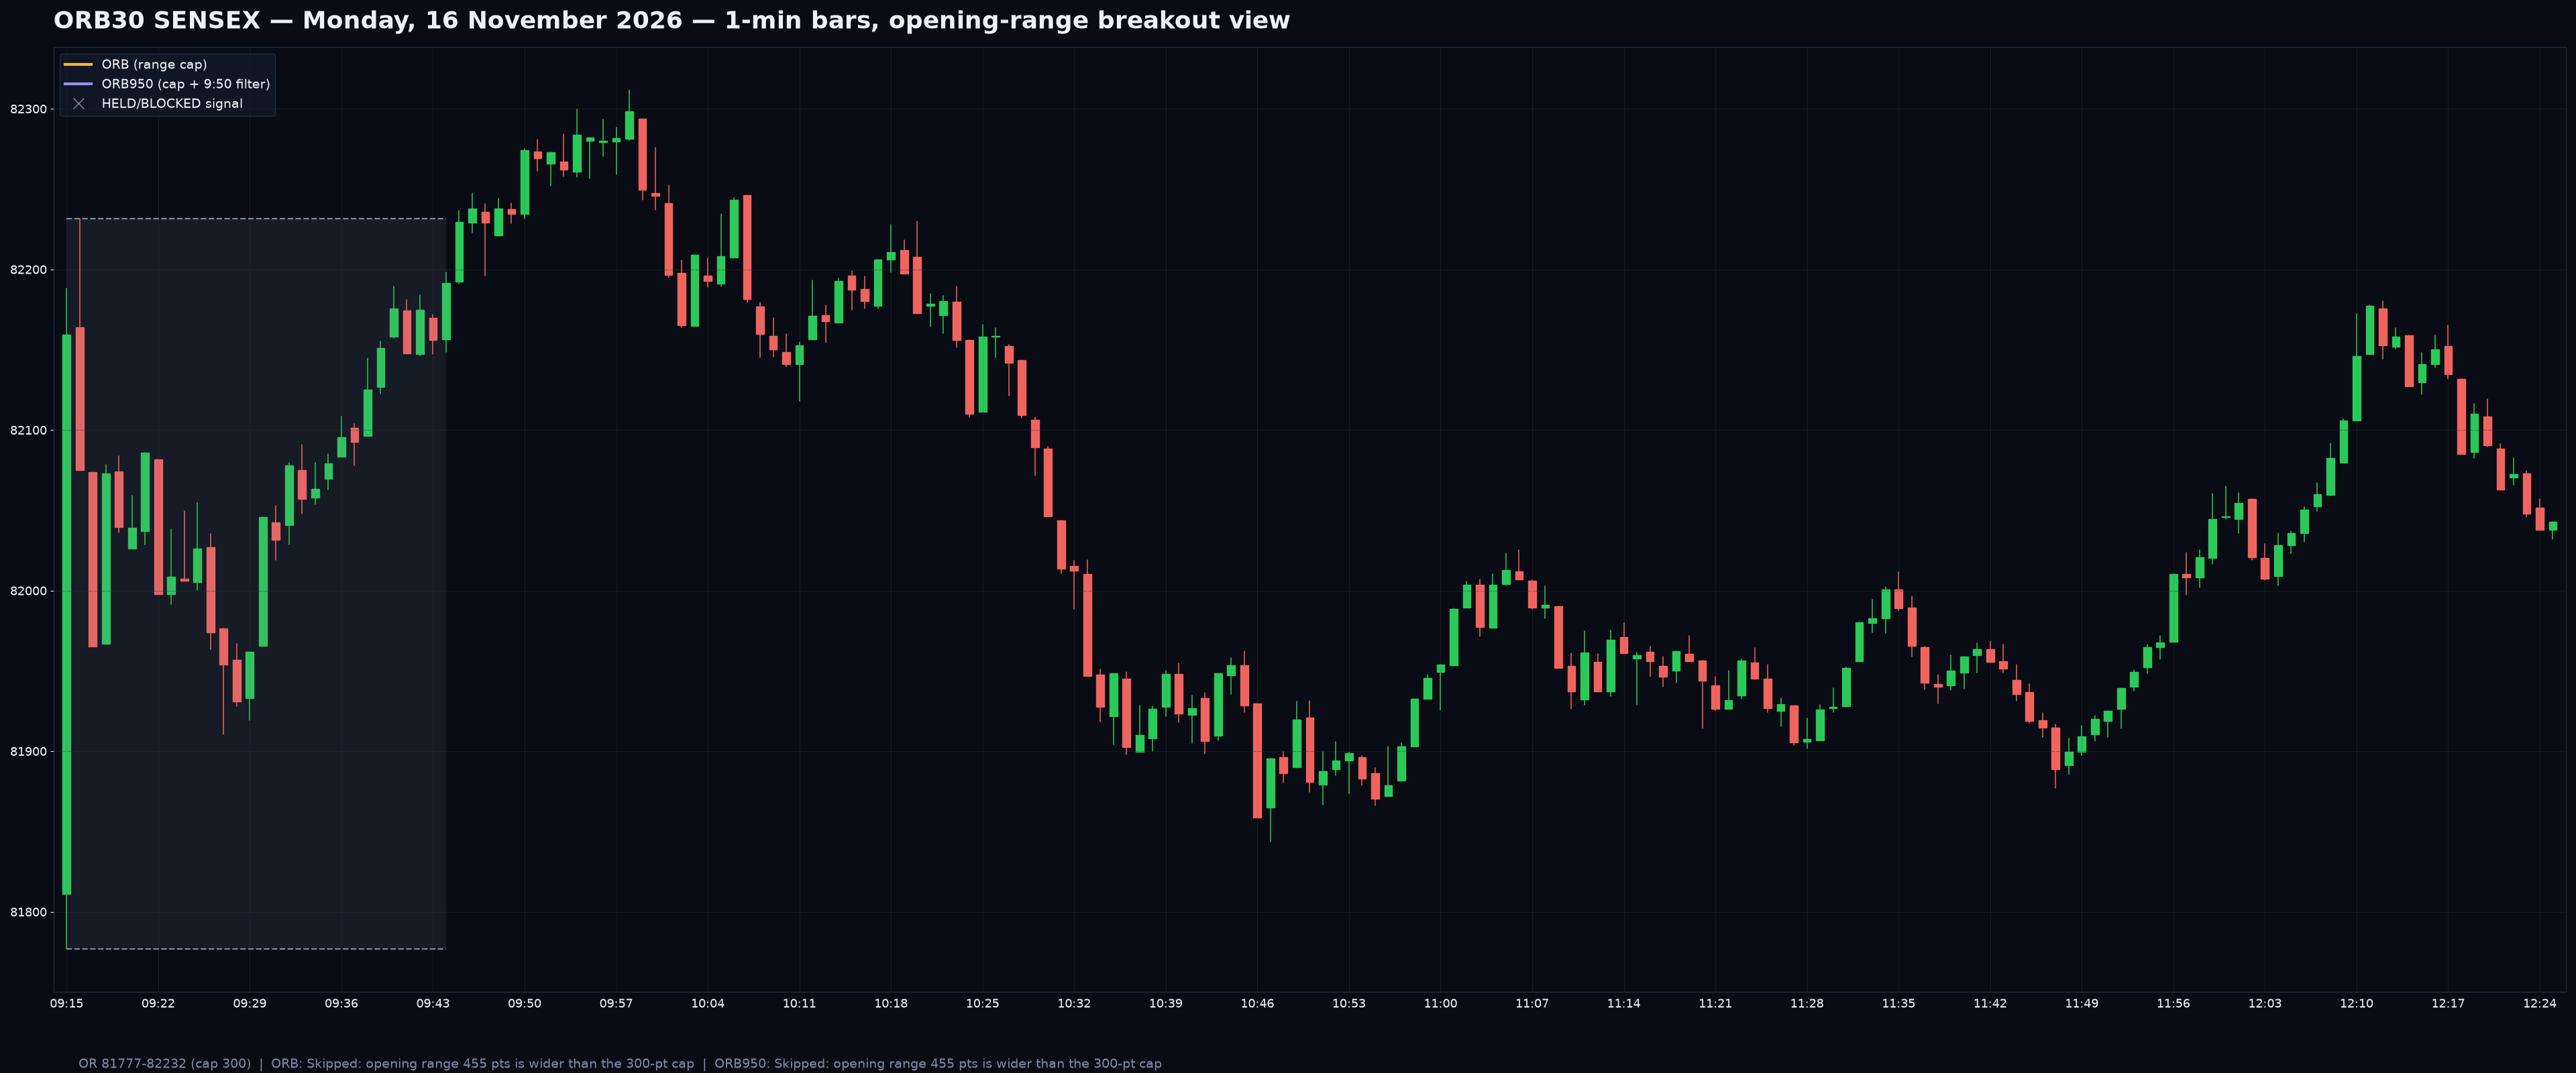 ORB30 SENSEX — Monday, 16 November 2026 — 1-min bars, opening-range breakout view
ORB (range cap)
ORB950 (cap + 9:50 filter)
HELD/BLOCKED signal
82300
82200
82100
82000
81900
81800
09:15 09:22 09:29 09:36 09:43 09:50 09:57 10:04 10:11 10:18 10:25 10:32 10:39 10:46 10:53 11:00 11:07 11:14 11:21 11:28 11:35 11:42 11:49 11:56 12:03 12:10 12:17 12:24
OR 81777-82232 (cap 300) | ORB: Skipped: opening range 455 pts is wider than the 300-pt cap | ORB950: Skipped: opening range 455 pts is wider than the 300-pt cap